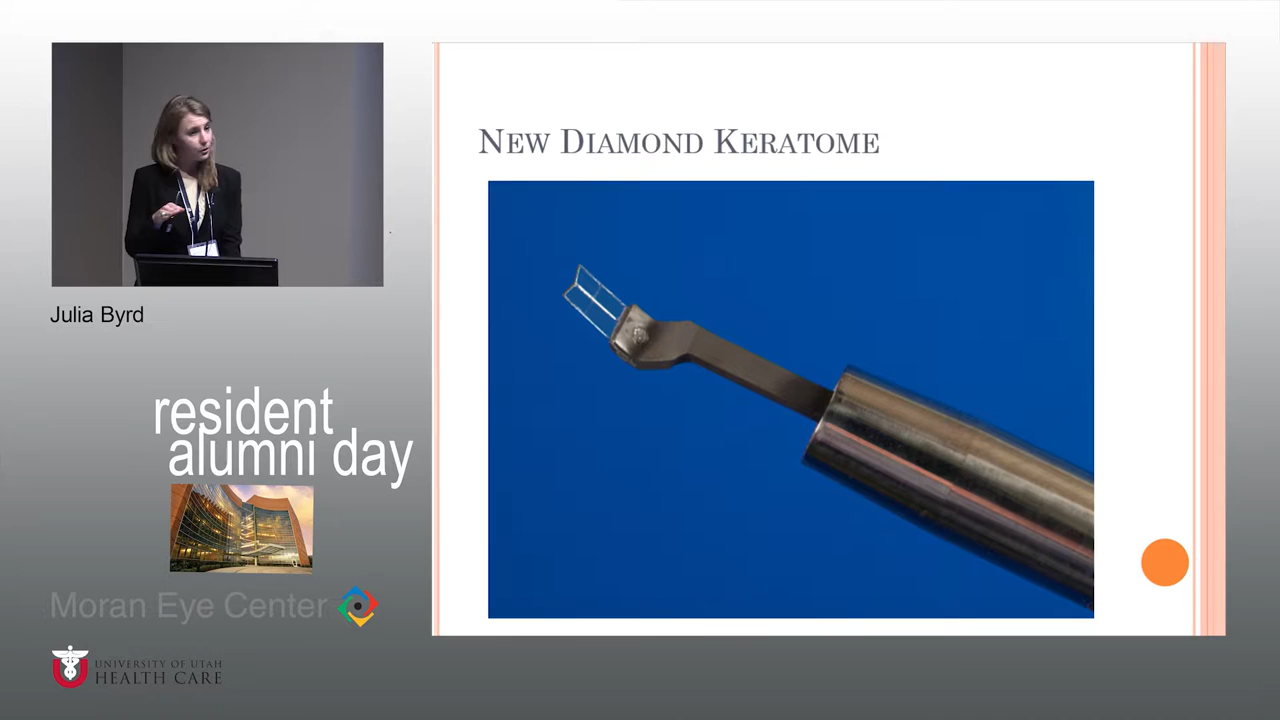 NEW DIAMOND KERATOME
Julia Byrd
resident
alumni day
Moran Eye Center
UNIVERSITY OF UTAH
HEALTH CARE